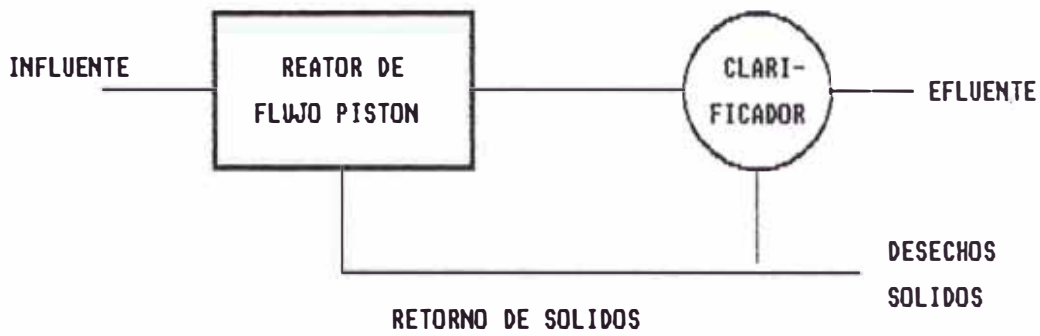 INFLUENTE
REATOR DE
FLUJO PISTON
CLARI-
FICADOR
EFLUENTE
DESECHOS
SOLIDOS
RETORNO DE SOLIDOS